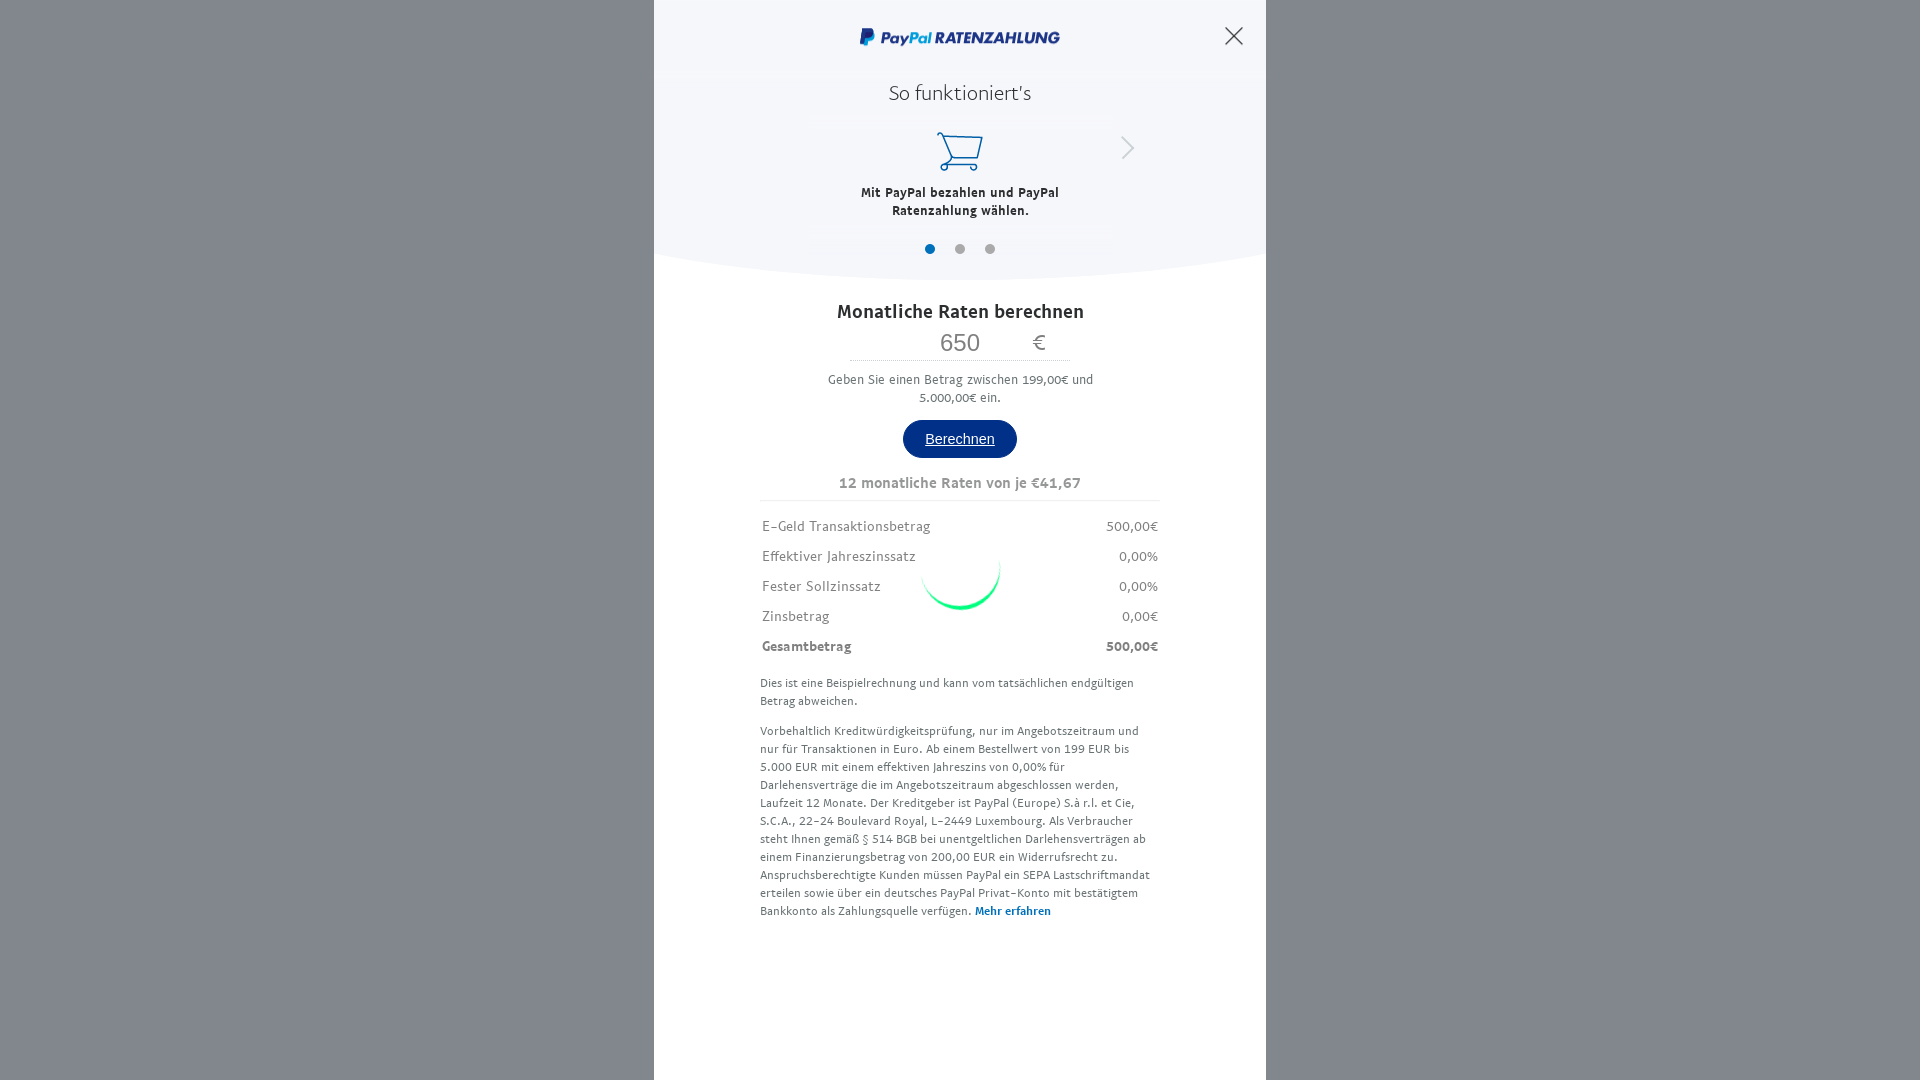 PayPal RATENZAHLUNG
So funktioniert's
Mit PayPal bezahlen und PayPal
Ratenzahlung wählen.
Monatliche Raten berechnen
650 €
Geben Sie einen Betrag zwischen 199,00€ und
5.000,00€ ein.
Berechnen
12 monatliche Raten von je €41,67
E-Geld Transaktionsbetrag 500,00€
Effektiver Jahreszinssatz 0,00%
Fester Sollzinssatz 0,00%
Zinsbetrag 0,00€
Gesamtbetrag 500,00€
Dies ist eine Beispielrechnung und kann vom tatsächlichen endgültigen
Betrag abweichen.
Vorbehaltlich Kreditwürdigkeitsprüfung, nur im Angebotszeitraum und
nur für Transaktionen in Euro. Ab einem Bestellwert von 199 EUR bis
5.000 EUR mit einem effektiven Jahreszins von 0,00% für
Darlehensverträge die im Angebotszeitraum abgeschlossen werden,
Laufzeit 12 Monate. Der Kreditgeber ist PayPal (Europe) S.à r.l. et Cie,
S.C.A., 22-24 Boulevard Royal, L-2449 Luxembourg. Als Verbraucher
steht Ihnen gemäß § 514 BGB bei unentgeltlichen Darlehensverträgen ab
einem Finanzierungsbetrag von 200,00 EUR ein Widerrufsrecht zu.
Anspruchsberechtigte Kunden müssen PayPal ein SEPA Lastschriftmandat
erteilen sowie über ein deutsches PayPal Privat-Konto mit bestätigtem
Bankkonto als Zahlungsquelle verfügen. Mehr erfahren